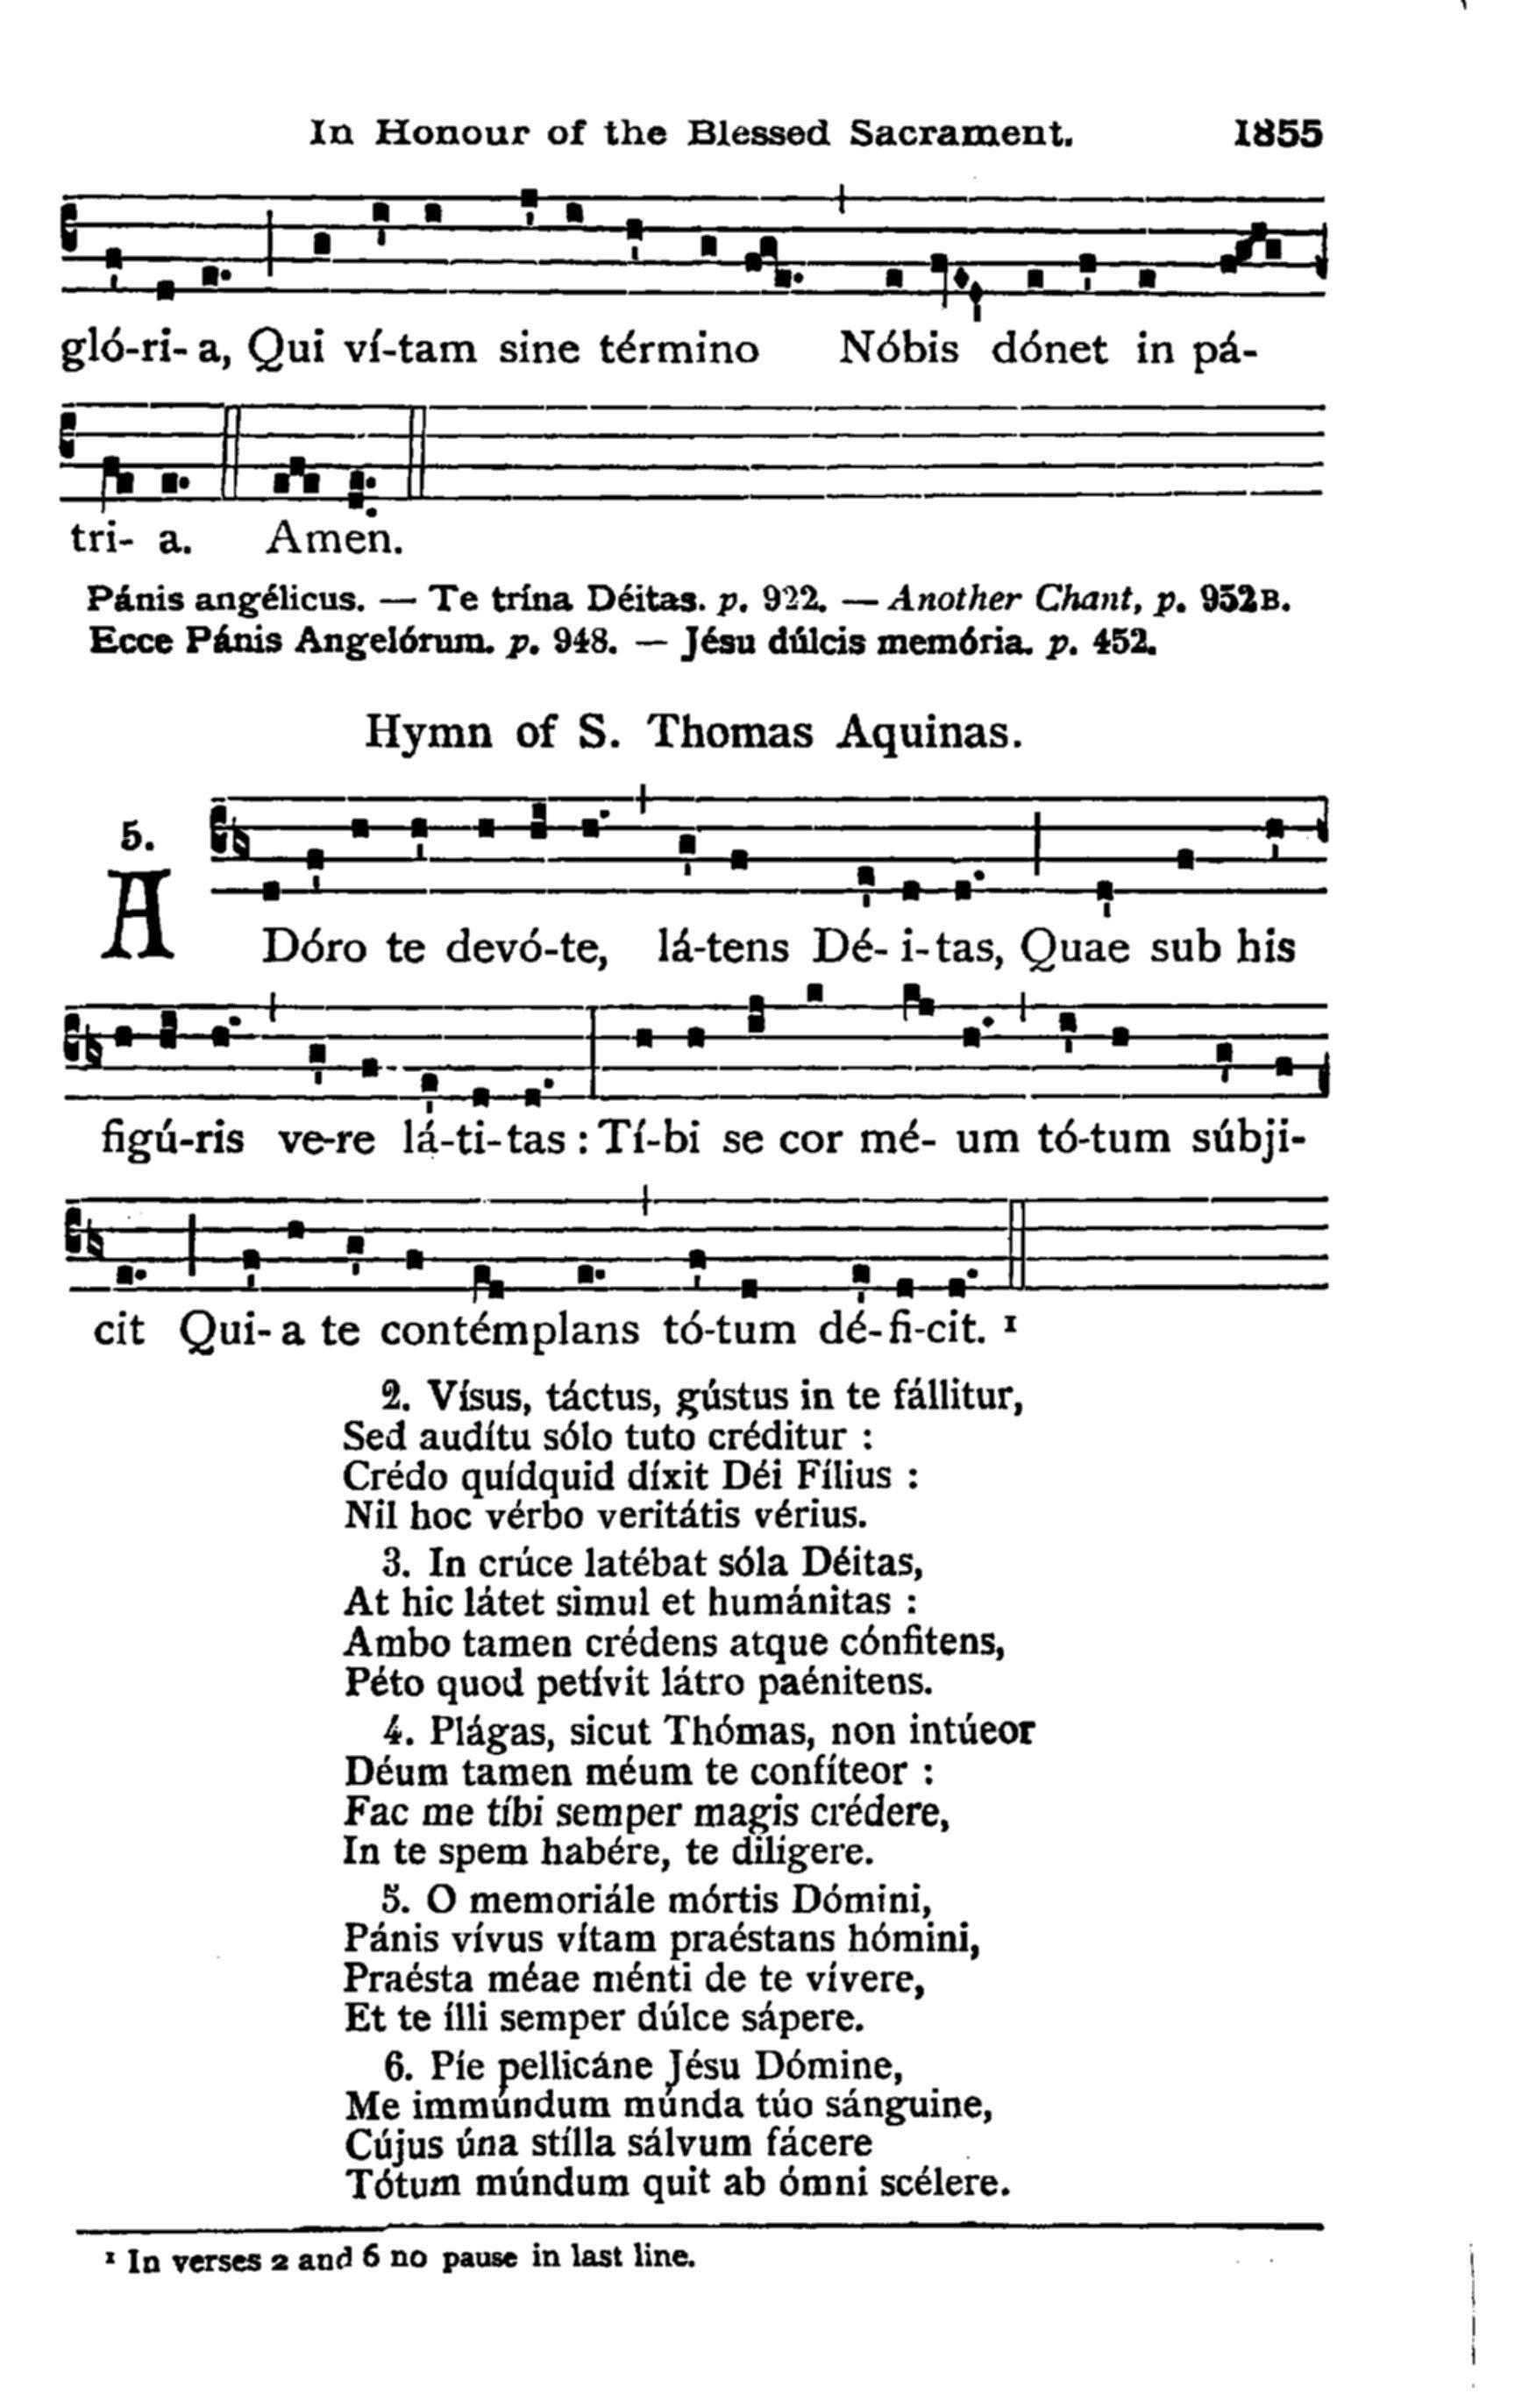 In Honour of the Blessed Sacrament. 1855
gló-ri- a, Qui ví-tam sine término Nóbis dónet in pá-
tri- a. Amen.
Pánis angélicus. — Te trína Déitas. p. 922. — Another Chant, p. 952B.
Ecce Pánis Angelórum. p. 948. — Jésu dúlcis memória. p. 452.
Hymn of S. Thomas Aquinas.
5.
A Dóro te devó-te, lá-tens Dé- i-tas, Quae sub his
figú-ris ve-re lá-ti-tas : Tí-bi se cor mé- um tó-tum súbji-
cit Qui- a te contémplans tó-tum dé-fi-cit. ¹
2. Vísus, táctus, gústus in te fállitur,
Sed audítu sólo tuto créditur :
Crédo quídquid díxit Déi Fílius :
Nil hoc vérbo veritátis vérius.
3. In crúce latébat sóla Déitas,
At hic látet simul et humánitas :
Ambo tamen crédens atque cónfitens,
Péto quod petívit látro paénitens.
4. Plágas, sicut Thómas, non intúeor
Déum tamen méum te confíteor :
Fac me tíbi semper magis crédere,
In te spem habére, te dilígere.
5. O memoriále mórtis Dómini,
Pánis vívus vítam praéstans hómini,
Praésta méae ménti de te vívere,
Et te ílli semper dúlce sápere.
6. Píe pellicáne Jésu Dómine,
Me immúndum múnda túo sánguine,
Cújus úna stílla sálvum fácere
Tótum múndum quit ab ómni scélere.
¹ In verses 2 and 6 no pause in last line.